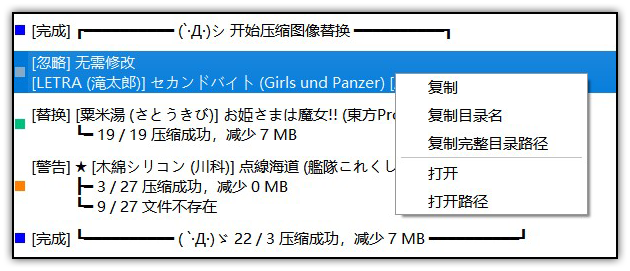 [完成] ┏━━━━━━━━━ (`·Д·)シ 开始压缩图像替换 ━━━━━━━━━┓
[忽略] 无需修改
[LETRA (滝太郎)] セカンドバイト (Girls und Panzer) [
[替换] [粟米湯 (さとうきび)] お姫さまは魔女!! (東方Pro
┗━ 19 / 19 压缩成功，减少 7 MB
[警告] ★ [木綿シリコン (川科)] 点線海道 (艦隊これくし
┣━ 3 / 27 压缩成功，减少 0 MB
┗━ 9 / 27 文件不存在
[完成] ┗━━━━━━━━━ ( `·Д·)ゞ 22 / 3 压缩成功，减少 7 MB ━━━━━━━━━┛
复制
复制目录名
复制完整目录路径
打开
打开路径